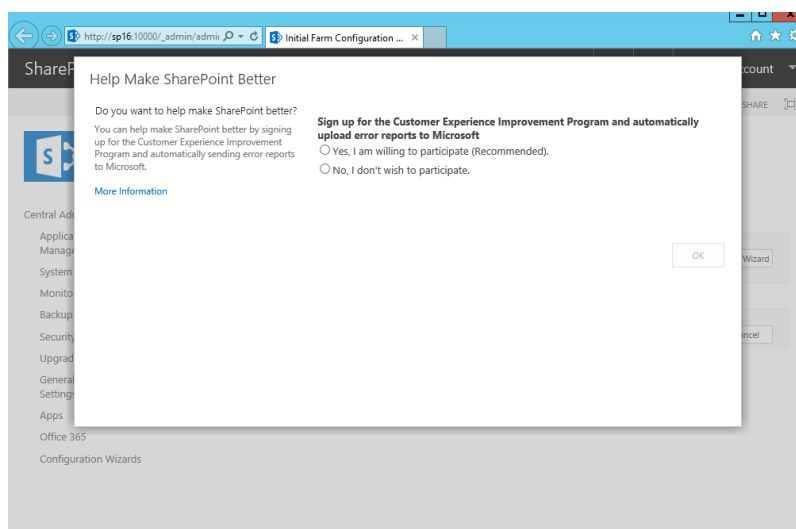 http://sp16:10000/_admin/admi
Initial Farm Configuration ...
ShareP
ccount
SHARE
Help Make SharePoint Better
Do you want to help make SharePoint better?
You can help make SharePoint better by signing
up for the Customer Experience Improvement
Program and automatically sending error reports
to Microsoft.
More Information
Sign up for the Customer Experience Improvement Program and automatically
upload error reports to Microsoft
Yes, I am willing to participate (Recommended).
No, I don't wish to participate.
OK
S
Central Adm
Applica
Manage
System
Monito
Backup
Security
Upgrad
General
Settings
Apps
Office 365
Configuration Wizards
Wizard
ncel